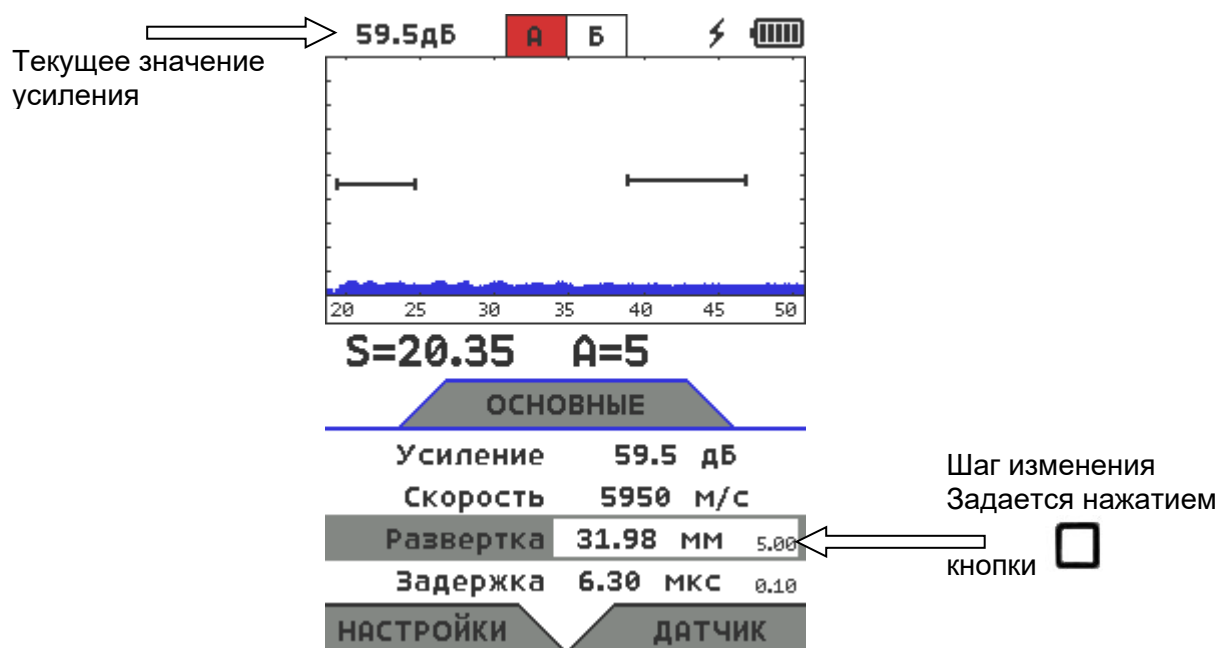 59.5дБ А Б
Текущее значение
усиления
20 25 30 35 40 45 50
S=20.35 A=5
ОСНОВНЫЕ
Усиление 59.5 дБ
Скорость 5950 м/с
Развертка 31.98 мм 5.00
Задержка 6.30 мкс 0.10
НАСТРОЙКИ ДАТЧИК
Шаг изменения
Задается нажатием
кнопки